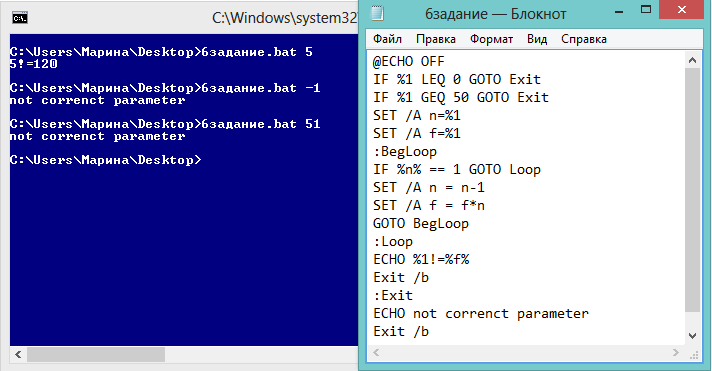 C:\Windows\system32
C:\Users\Марина\Desktop>6задание.bat 5
5!=120
C:\Users\Марина\Desktop>6задание.bat -1
not correnct parameter
C:\Users\Марина\Desktop>6задание.bat 51
not correnct parameter
C:\Users\Марина\Desktop>
6задание — Блокнот
Файл Правка Формат Вид Справка
@ECHO OFF
IF %1 LEQ 0 GOTO Exit
IF %1 GEQ 50 GOTO Exit
SET /A n=%1
SET /A f=%1
:BegLoop
IF %n% == 1 GOTO Loop
SET /A n = n-1
SET /A f = f*n
GOTO BegLoop
:Loop
ECHO %1!=%f%
Exit /b
:Exit
ECHO not correnct parameter
Exit /b